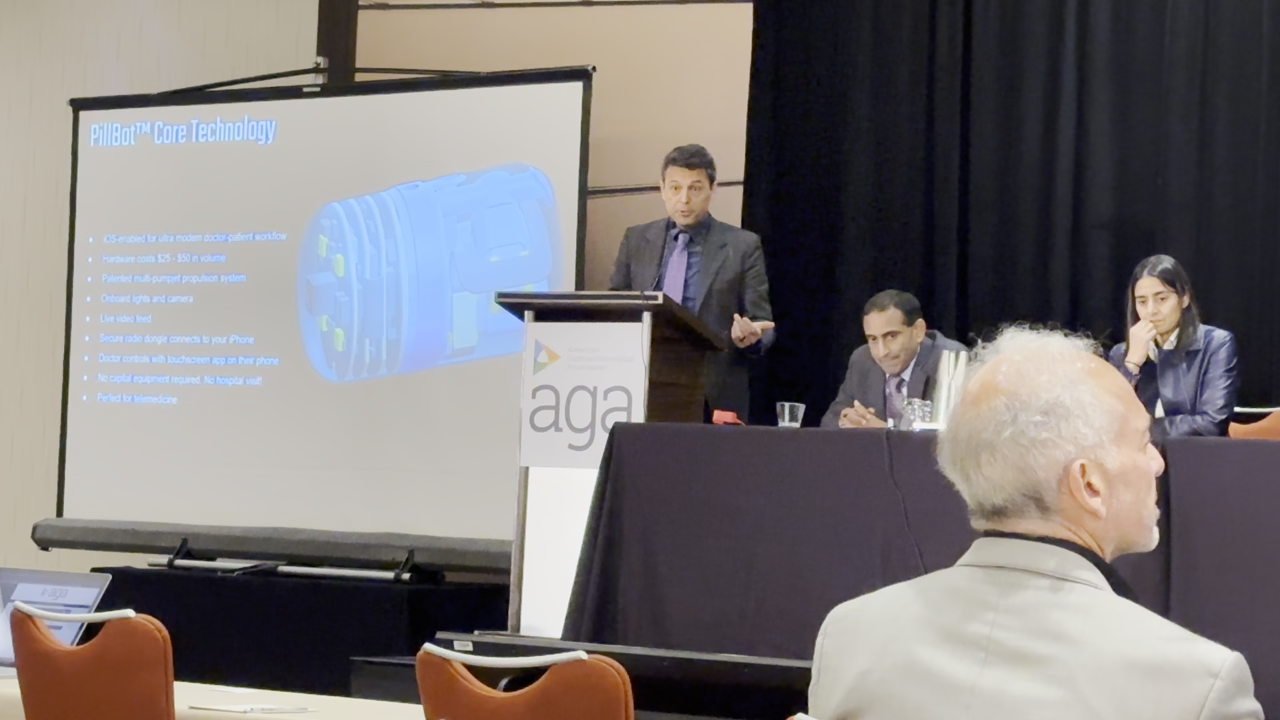 PillBot™ Core Technology
iOS-enabled for ultra modern doctor-patient workflow
Hardware costs $25 - $50 in volume
Patented multi-pumpjet propulsion system
Onboard lights and camera
Live video feed
Secure radio dongle connects to your iPhone
Doctor controls with touchscreen app on their phone
No capital equipment required. No hospital visit!
Perfect for telemedicine
aga
aga